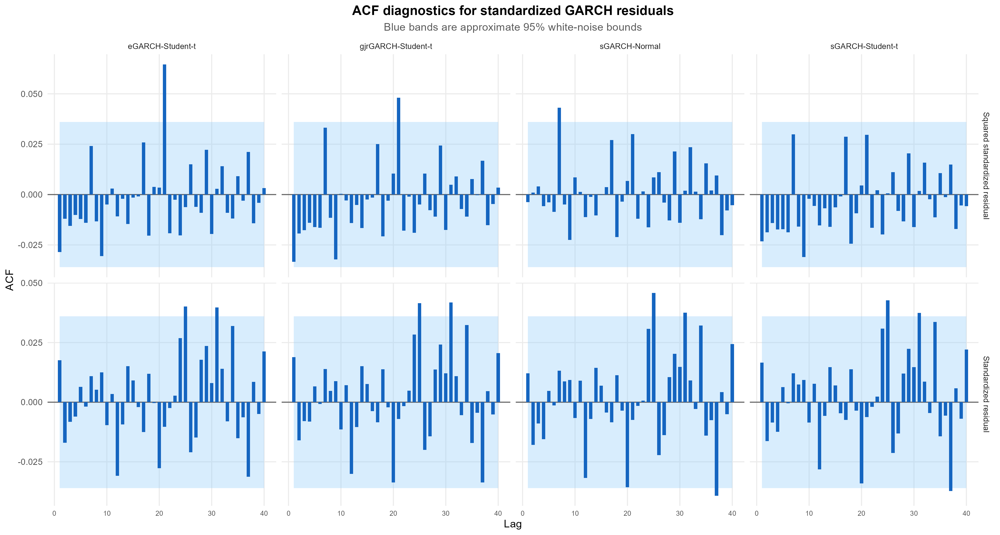 ACF diagnostics for standardized GARCH residuals
Blue bands are approximate 95% white-noise bounds
eGARCH-Student-t
gjrGARCH-Student-t
sGARCH-Normal
sGARCH-Student-t
0.050
0.025
0.000
-0.025
Squared standardized residual
ACF
0.050
0.025
0.000
-0.025
Standardized residual
0 10 20 30 40
0 10 20 30 40
0 10 20 30 40
0 10 20 30 40
Lag